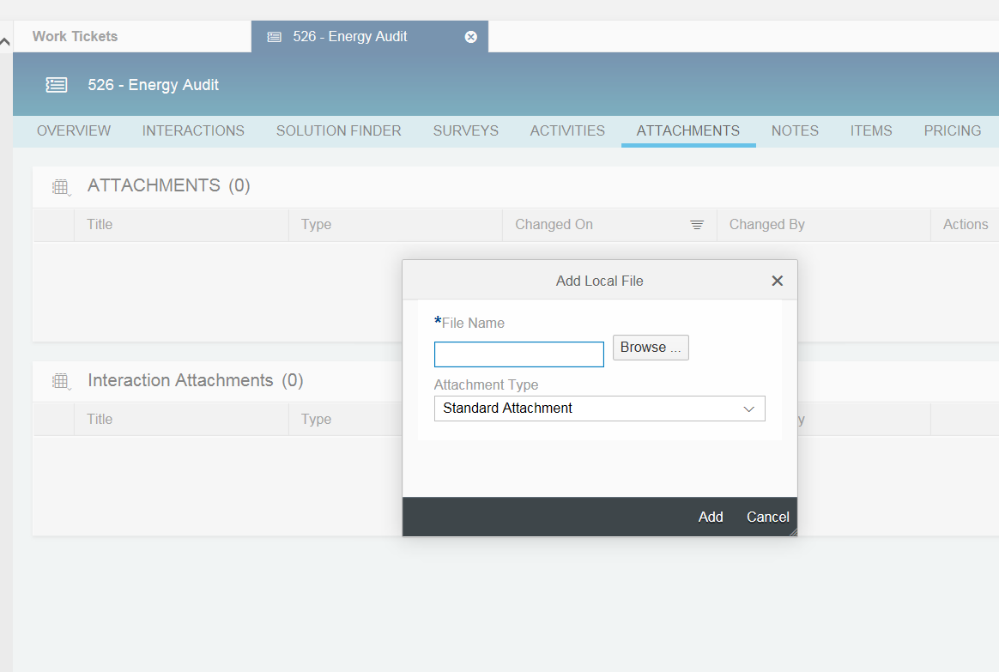 Work Tickets
526 - Energy Audit
526 - Energy Audit
OVERVIEW INTERACTIONS SOLUTION FINDER SURVEYS ACTIVITIES ATTACHMENTS NOTES ITEMS PRICING
ATTACHMENTS (0)
Title Type Changed On Changed By Actions
Add Local File
*File Name
Browse ...
Attachment Type
Standard Attachment
Add Cancel
Interaction Attachments (0)
Title Type y